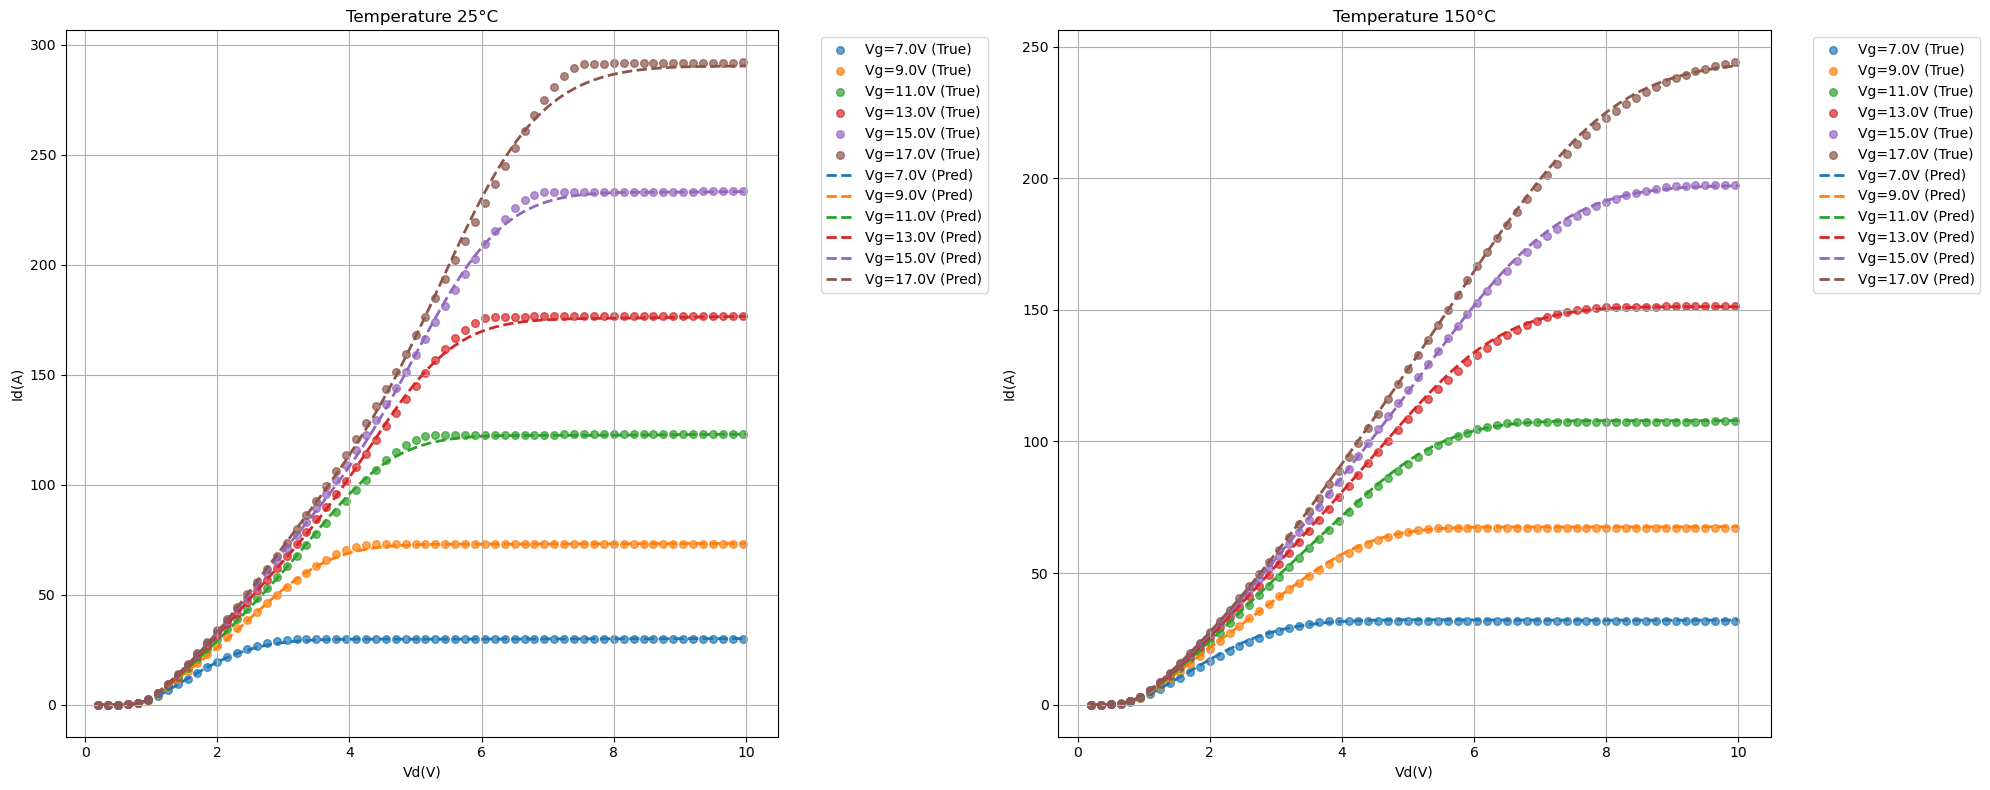 Temperature 25°C
300
250
200
150
100
50
0
Id(A)
0 2 4 6 8 10
Vd(V)
Vg=7.0V (True)
Vg=9.0V (True)
Vg=11.0V (True)
Vg=13.0V (True)
Vg=15.0V (True)
Vg=17.0V (True)
Vg=7.0V (Pred)
Vg=9.0V (Pred)
Vg=11.0V (Pred)
Vg=13.0V (Pred)
Vg=15.0V (Pred)
Vg=17.0V (Pred)
Temperature 150°C
250
200
150
100
50
0
Id(A)
0 2 4 6 8 10
Vd(V)
Vg=7.0V (True)
Vg=9.0V (True)
Vg=11.0V (True)
Vg=13.0V (True)
Vg=15.0V (True)
Vg=17.0V (True)
Vg=7.0V (Pred)
Vg=9.0V (Pred)
Vg=11.0V (Pred)
Vg=13.0V (Pred)
Vg=15.0V (Pred)
Vg=17.0V (Pred)